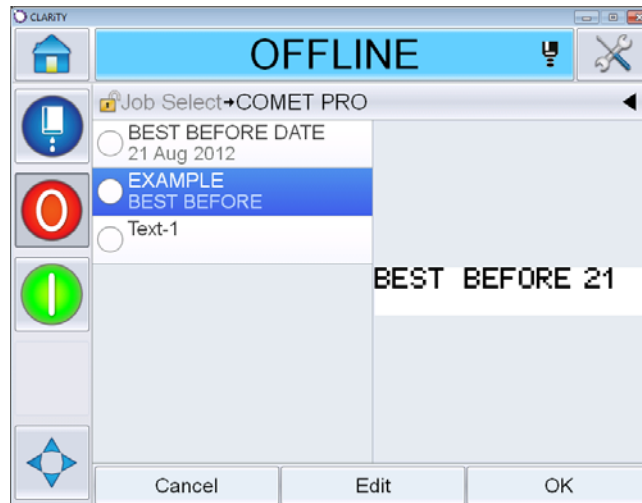 CLARiTY
OFFLINE
Job Select→COMET PRO
BEST BEFORE DATE
21 Aug 2012
EXAMPLE
BEST BEFORE
Text-1
BEST BEFORE 21
Cancel
Edit
OK